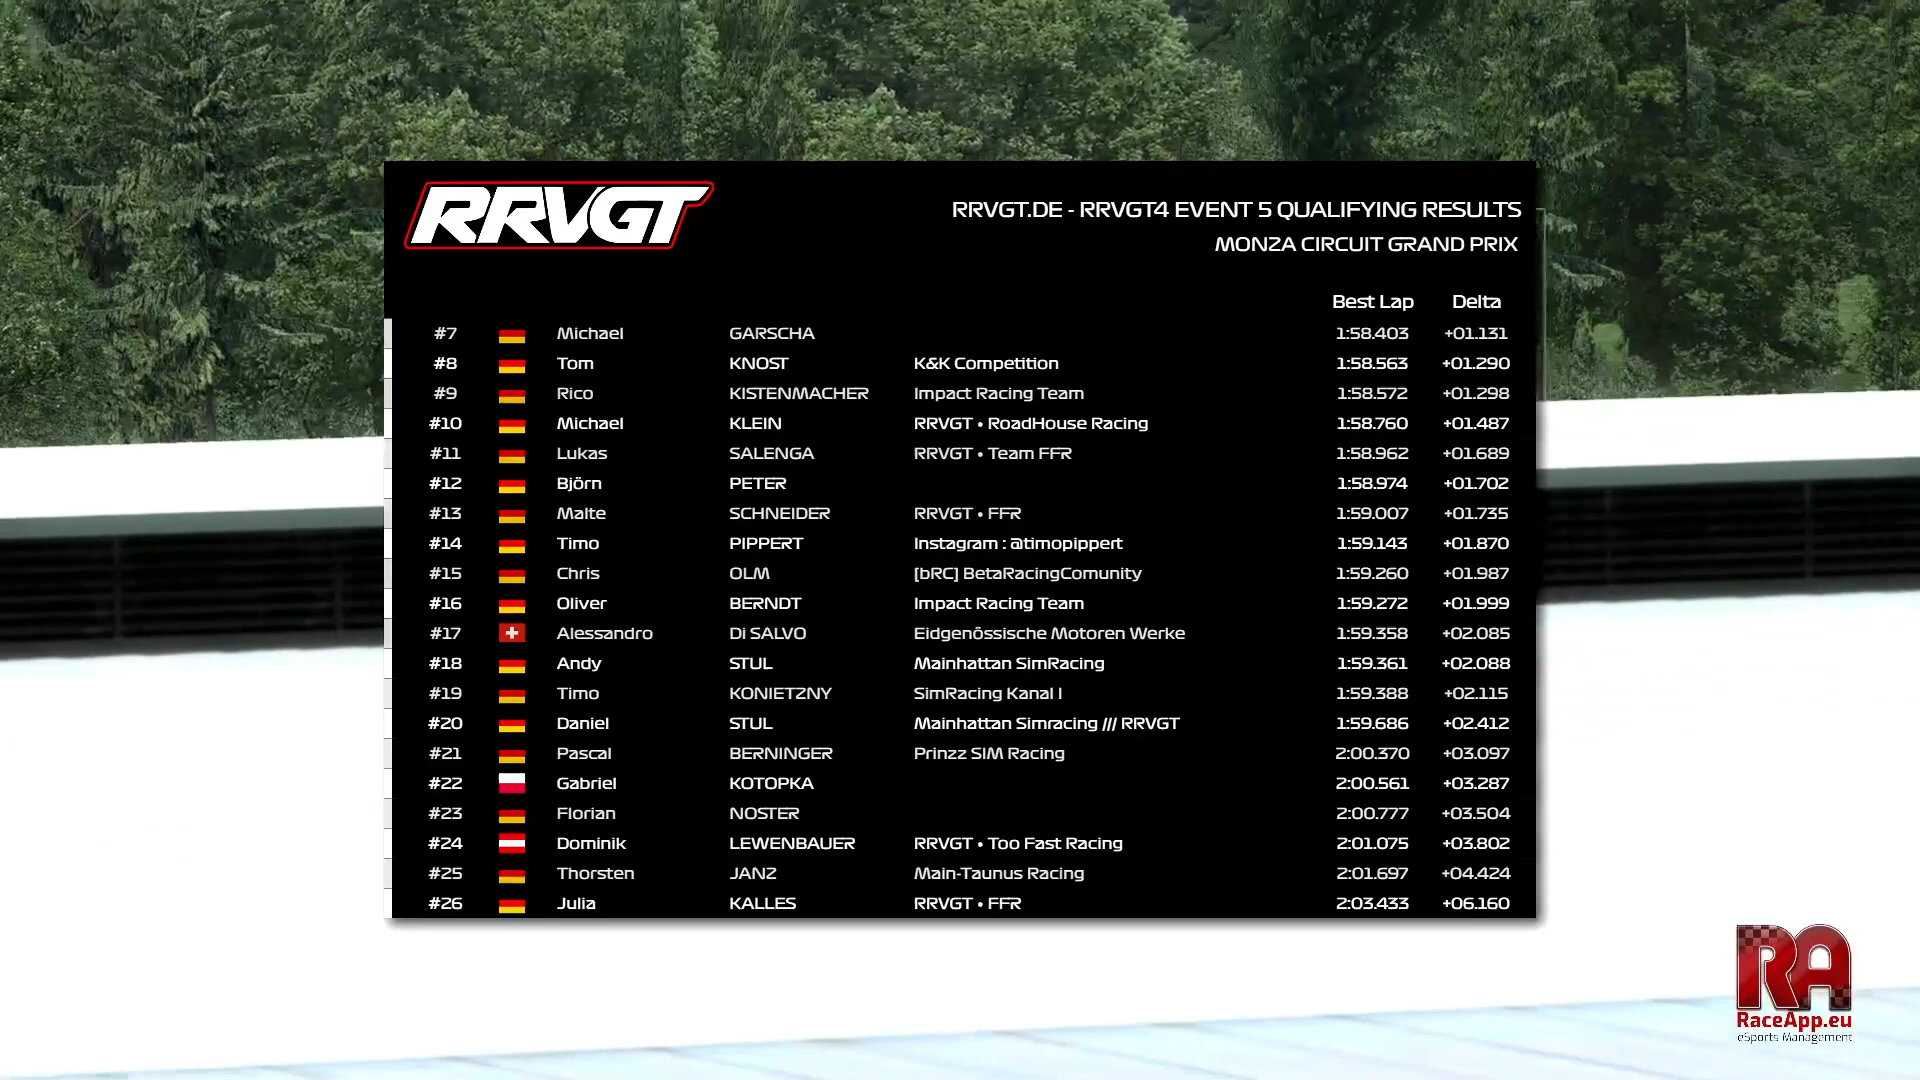 RRVGT
RRVGT.DE - RRVGT4 EVENT 5 QUALIFYING RESULTS
MONZA CIRCUIT GRAND PRIX
Best Lap Delta
#7 Michael GARSCHA 1:58.403 +01.131
#8 Tom KNOST K&K Competition 1:58.563 +01.290
#9 Rico KISTENMACHER Impact Racing Team 1:58.572 +01.298
#10 Michael KLEIN RRVGT • RoadHouse Racing 1:58.760 +01.487
#11 Lukas SALENGA RRVGT • Team FFR 1:58.962 +01.689
#12 Björn PETER 1:58.974 +01.702
#13 Malte SCHNEIDER RRVGT • FFR 1:59.007 +01.735
#14 Timo PIPPERT Instagram : @timopippert 1:59.143 +01.870
#15 Chris OLM [bRC] BetaRacingComunity 1:59.260 +01.987
#16 Oliver BERNDT Impact Racing Team 1:59.272 +01.999
#17 Alessandro Di SALVO Eidgenössische Motoren Werke 1:59.358 +02.085
#18 Andy STUL Mainhattan SimRacing 1:59.361 +02.088
#19 Timo KONIETZNY SimRacing Kanal I 1:59.388 +02.115
#20 Daniel STUL Mainhattan Simracing /// RRVGT 1:59.686 +02.412
#21 Pascal BERNINGER Prinzz SIM Racing 2:00.370 +03.097
#22 Gabriel KOTOPKA 2:00.561 +03.287
#23 Florian NOSTER 2:00.777 +03.504
#24 Dominik LEWENBAUER RRVGT • Too Fast Racing 2:01.075 +03.802
#25 Thorsten JANZ Main-Taunus Racing 2:01.697 +04.424
#26 Julia KALLES RRVGT • FFR 2:03.433 +06.160
RA
RaceApp.eu
eSports Management